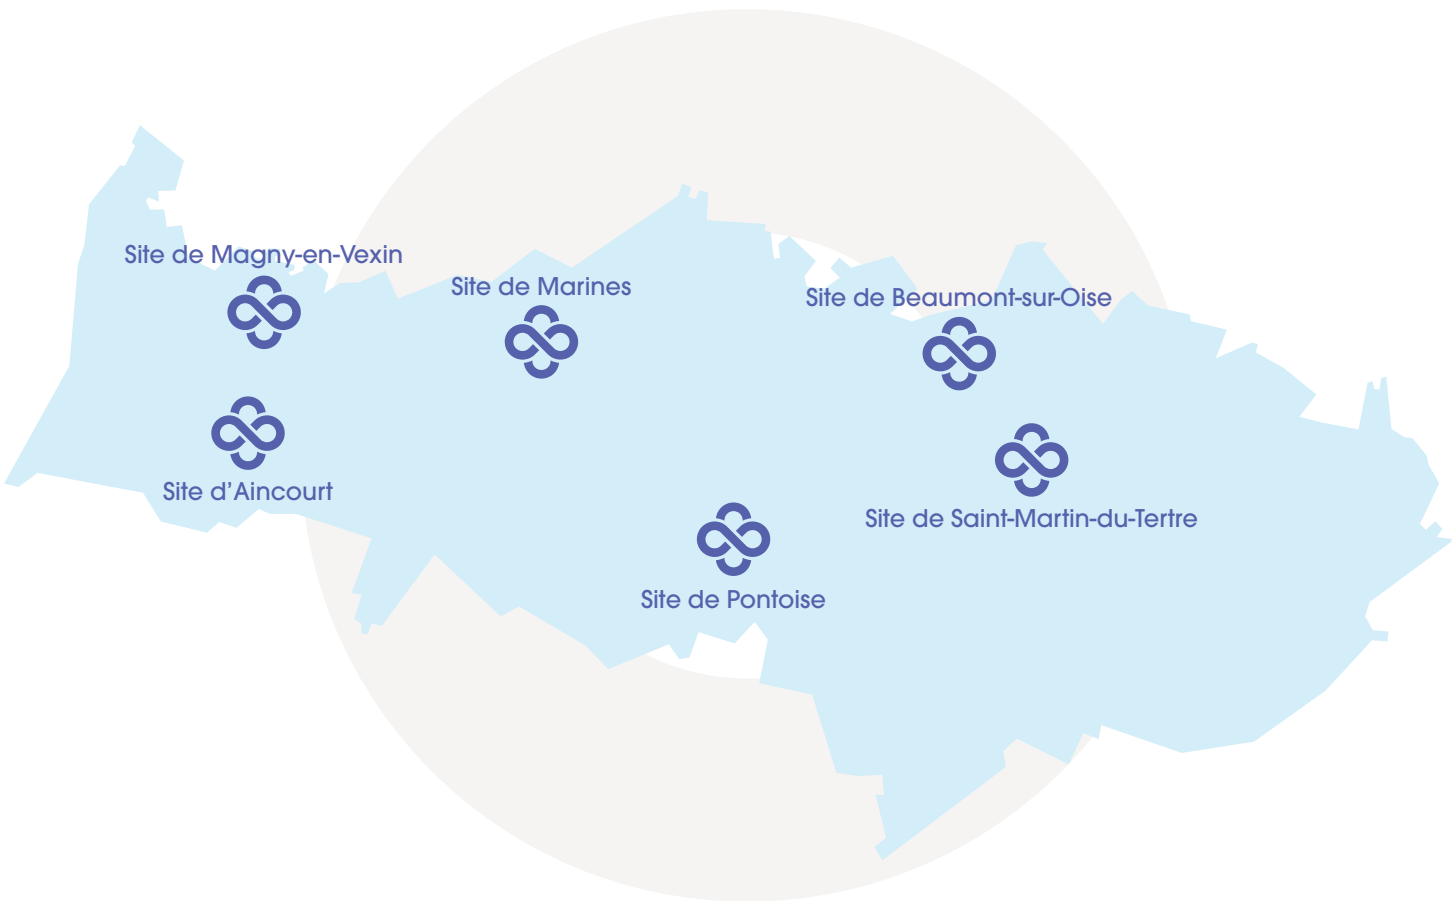 Site de Magny-en-Vexin
Site de Marines
Site de Beaumont-sur-Oise
Site d’Aincourt
Site de Saint-Martin-du-Tertre
Site de Pontoise